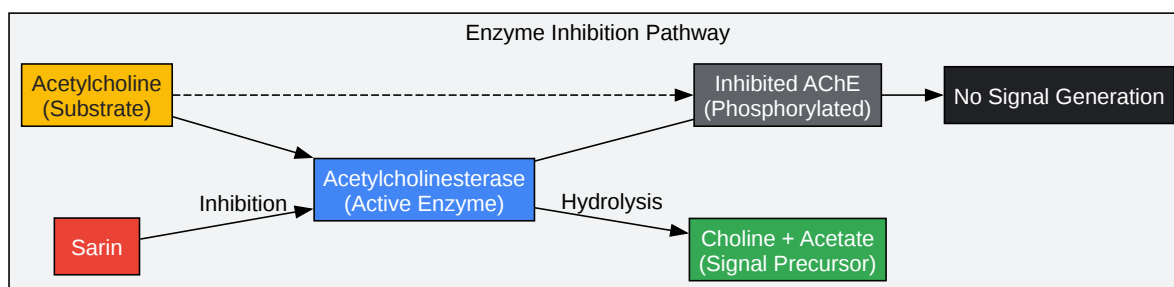 Enzyme Inhibition Pathway
Acetylcholine
(Substrate)
Inhibited AChE
(Phosphorylated)
No Signal Generation
Acetylcholinesterase
(Active Enzyme)
Inhibition
Hydrolysis
Sarin
Choline + Acetate
(Signal Precursor)